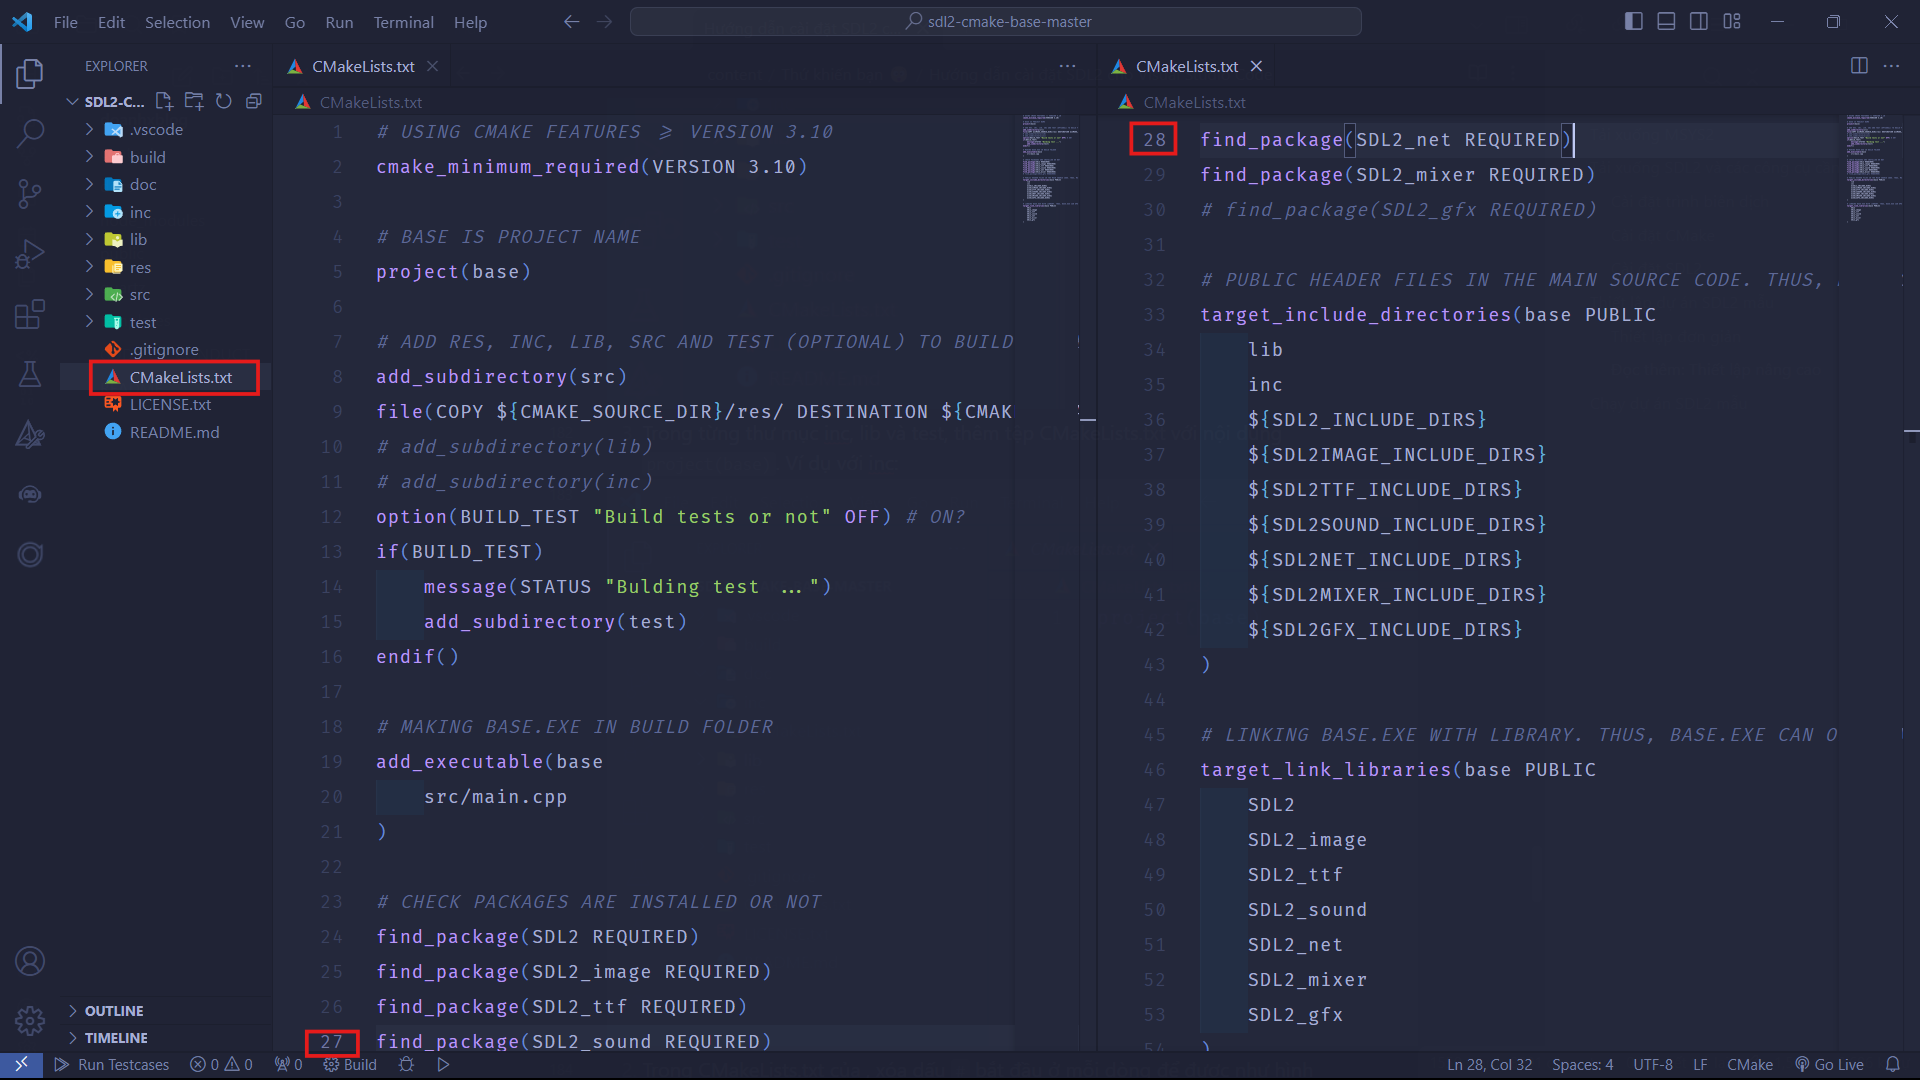 File Edit Selection View Go Run Terminal Help
sdl2-cmake-base-master
EXPLORER
SDL2-C...
.vscode
build
doc
inc
lib
res
src
test
.gitignore
CMakeLists.txt
LICENSE.txt
README.md
OUTLINE
TIMELINE
CMakeLists.txt
CMakeLists.txt
1 # USING CMAKE FEATURES >= VERSION 3.10
2 cmake_minimum_required(VERSION 3.10)
3
4 # BASE IS PROJECT NAME
5 project(base)
6
7 # ADD RES, INC, LIB, SRC AND TEST (OPTIONAL) TO BUILD
8 add_subdirectory(src)
9 file(COPY ${CMAKE_SOURCE_DIR}/res/ DESTINATION ${CMAK
10 # add_subdirectory(lib)
11 # add_subdirectory(inc)
12 option(BUILD_TEST "Build tests or not" OFF) # ON?
13 if(BUILD_TEST)
14 message(STATUS "Bulding test ...")
15 add_subdirectory(test)
16 endif()
17
18 # MAKING BASE.EXE IN BUILD FOLDER
19 add_executable(base
20 src/main.cpp
21 )
22
23 # CHECK PACKAGES ARE INSTALLED OR NOT
24 find_package(SDL2 REQUIRED)
25 find_package(SDL2_image REQUIRED)
26 find_package(SDL2_ttf REQUIRED)
27 find_package(SDL2_sound REQUIRED)
CMakeLists.txt
CMakeLists.txt
28 find_package(SDL2_net REQUIRED)
29 find_package(SDL2_mixer REQUIRED)
30 # find_package(SDL2_gfx REQUIRED)
31
32 # PUBLIC HEADER FILES IN THE MAIN SOURCE CODE. THUS,
33 target_include_directories(base PUBLIC
34 lib
35 inc
36 ${SDL2_INCLUDE_DIRS}
37 ${SDL2IMAGE_INCLUDE_DIRS}
38 ${SDL2TTF_INCLUDE_DIRS}
39 ${SDL2SOUND_INCLUDE_DIRS}
40 ${SDL2NET_INCLUDE_DIRS}
41 ${SDL2MIXER_INCLUDE_DIRS}
42 ${SDL2GFX_INCLUDE_DIRS}
43 )
44
45 # LINKING BASE.EXE WITH LIBRARY. THUS, BASE.EXE CAN O
46 target_link_libraries(base PUBLIC
47 SDL2
48 SDL2_image
49 SDL2_ttf
50 SDL2_sound
51 SDL2_net
52 SDL2_mixer
53 SDL2_gfx
54 )
Run Testcases 0 0 0 Build
Ln 28, Col 32 Spaces: 4 UTF-8 LF CMake Go Live